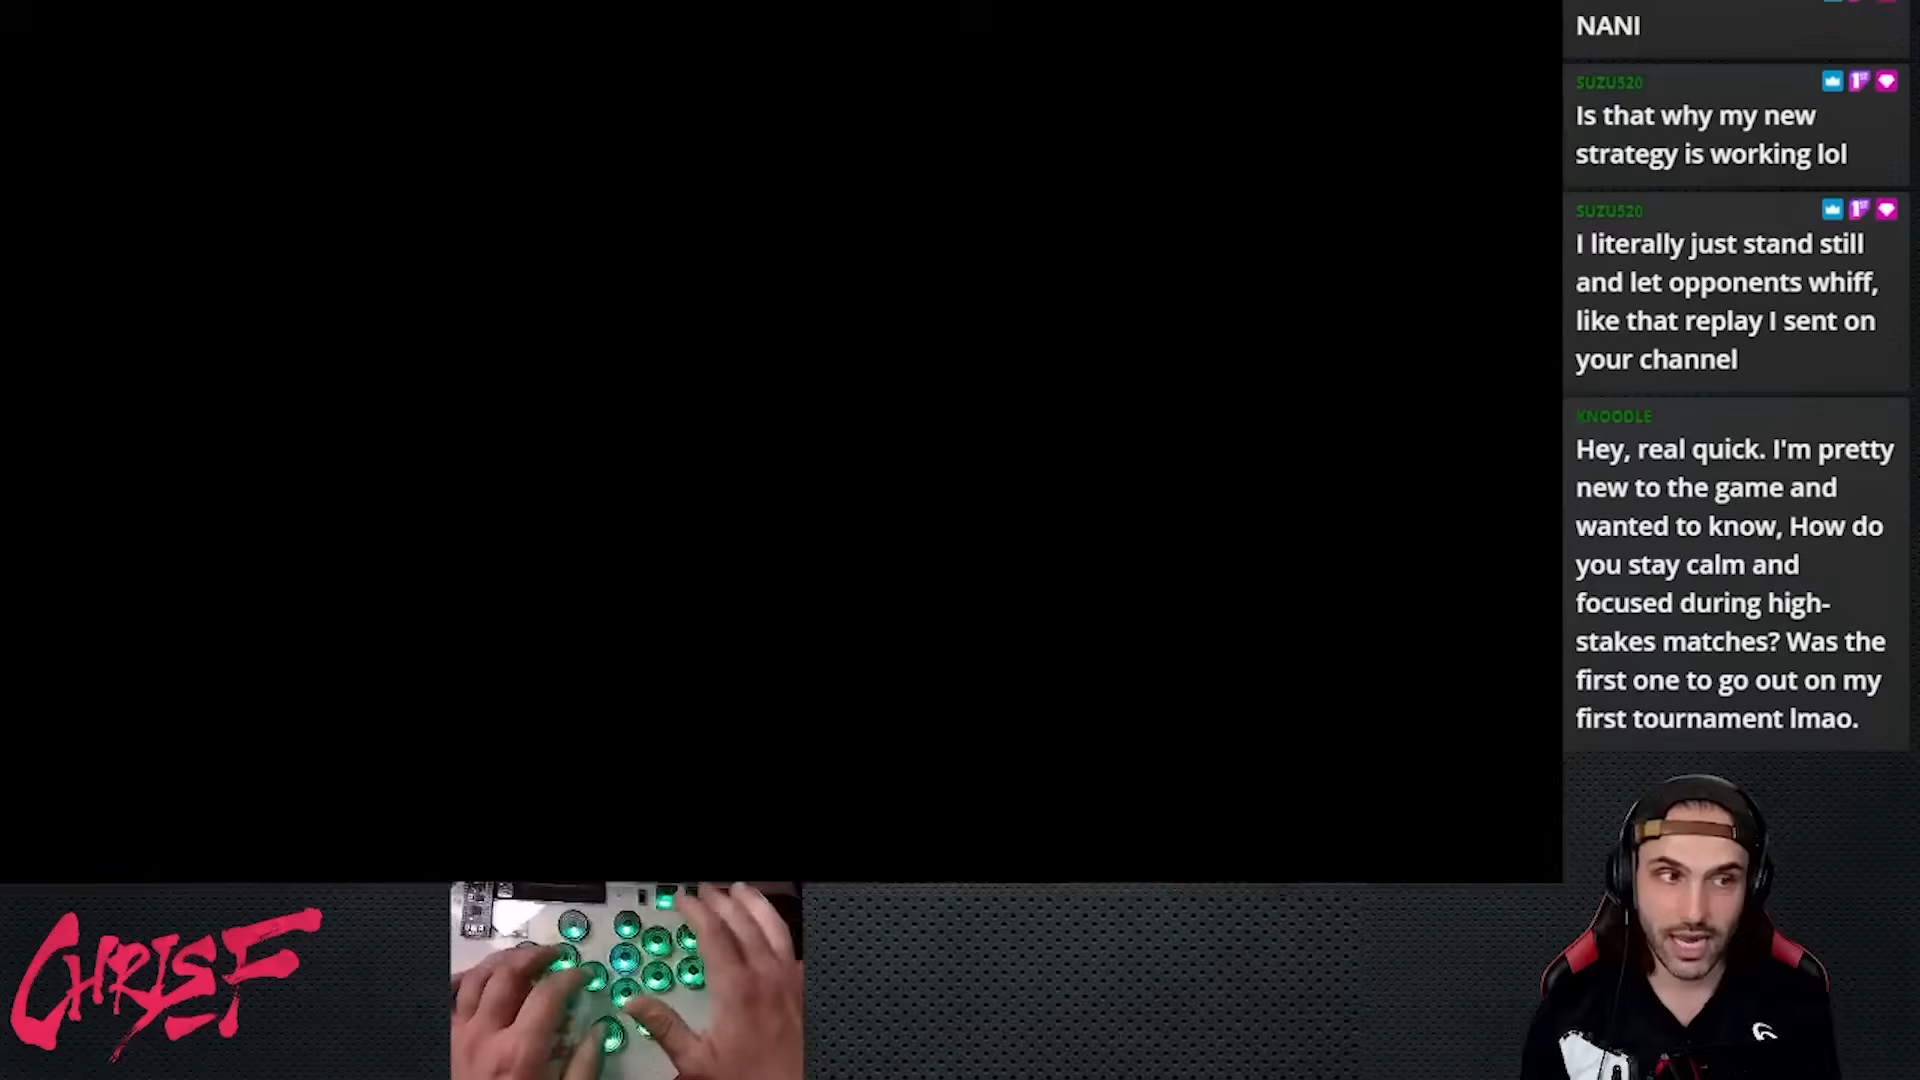 NANI
SUZU520
Is that why my new
strategy is working lol
SUZU520
I literally just stand still
and let opponents whiff,
like that replay I sent on
your channel
KNOODLE
Hey, real quick. I'm pretty
new to the game and
wanted to know, How do
you stay calm and
focused during high-
stakes matches? Was the
first one to go out on my
first tournament lmao.
CHRISF